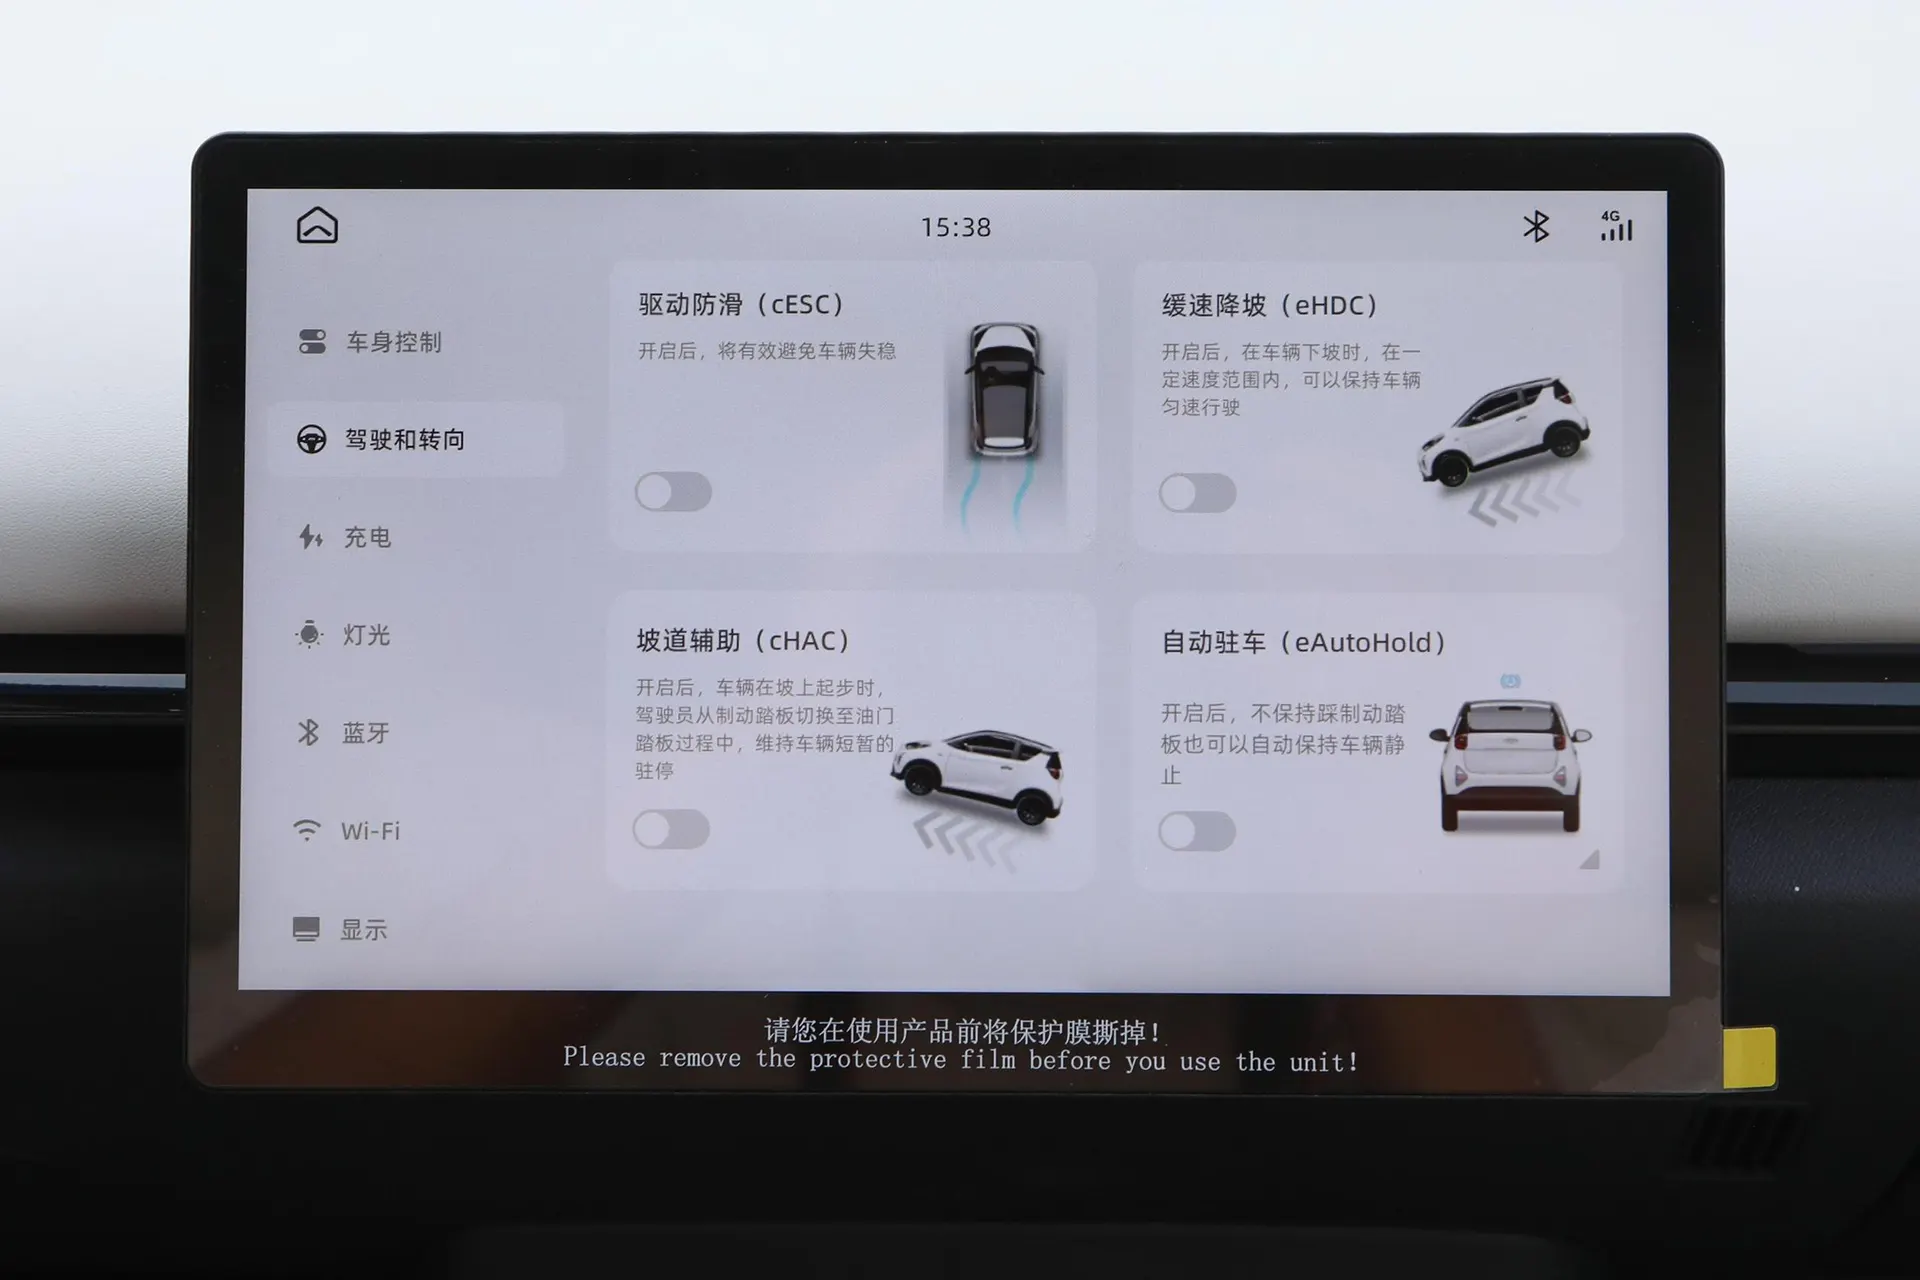 15:38
4G
车身控制
驾驶和转向
充电
灯光
蓝牙
Wi-Fi
显示
驱动防滑（cESC）
开启后，将有效避免车辆失稳
缓速降坡（eHDC）
开启后，在车辆下坡时，在一
定速度范围内，可以保持车辆
匀速行驶
坡道辅助（cHAC）
开启后，车辆在坡上起步时，
驾驶员从制动踏板切换至油门
踏板过程中，维持车辆短暂的
驻停
自动驻车（eAutoHold）
开启后，不保持踩制动踏
板也可以自动保持车辆静
止
请您在使用产品前将保护膜撕掉！
Please remove the protective film before you use the unit!